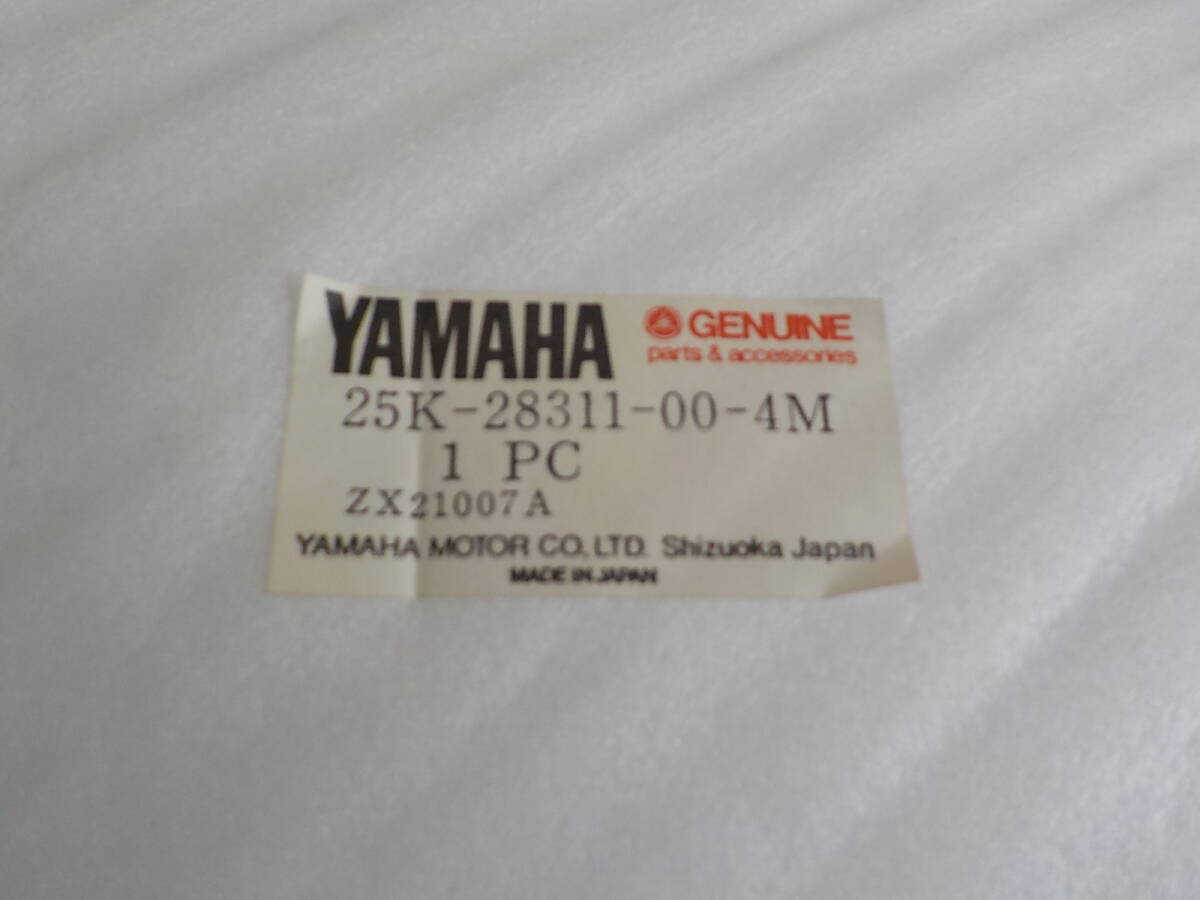 YAMAHA GENUINE
parts & accessories
25K-28311-00-4M
1 PC
ZX21007A
YAMAHA MOTOR CO., LTD. Shizuoka Japan
MADE IN JAPAN